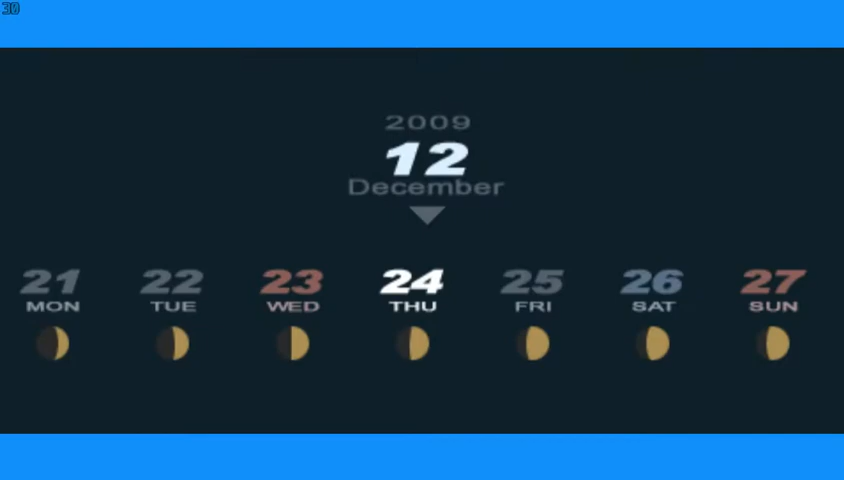 30
2009
12
December
21 22 23 24 25 26 27
MON TUE WED THU FRI SAT SUN